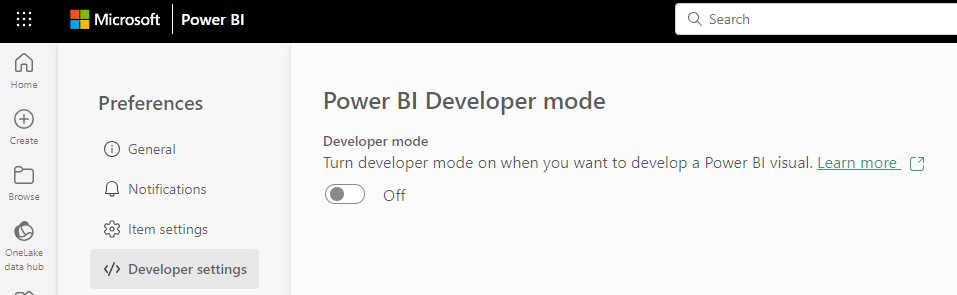 Microsoft Power BI Search
Home
Create
Browse
OneLake
data hub
Preferences
General
Notifications
Item settings
Developer settings
Power BI Developer mode
Developer mode
Turn developer mode on when you want to develop a Power BI visual. Learn more
Off